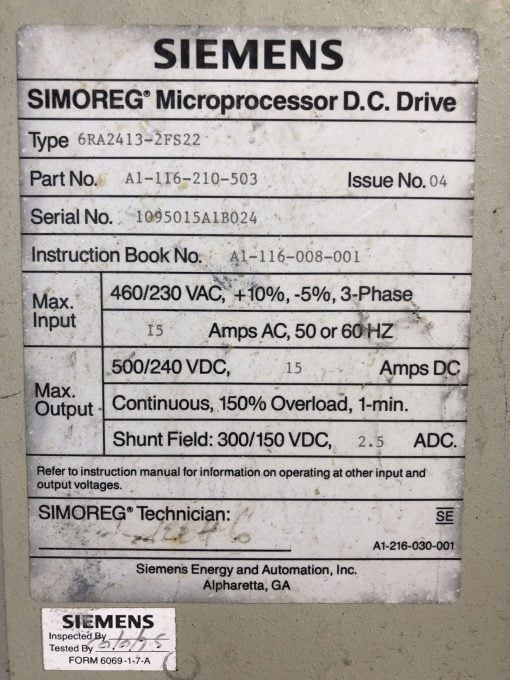 SIEMENS
SIMOREG® Microprocessor D.C. Drive
Type 6RA2413-2FS22
Part No. A1-116-210-503 Issue No. 04
Serial No. 1095015A1B024
Instruction Book No. A1-116-008-001
Max. Input
460/230 VAC, +10%, -5%, 3-Phase
15 Amps AC, 50 or 60 HZ
Max. Output
500/240 VDC, 15 Amps DC
Continuous, 150% Overload, 1-min.
Shunt Field: 300/150 VDC, 2.5 ADC.
Refer to instruction manual for information on operating at other input and
output voltages.
SIMOREG® Technician:
SE
A1-216-030-001
Siemens Energy and Automation, Inc.
Alpharetta, GA
SIEMENS
Inspected By
Tested By
FORM 6069-1-7-A